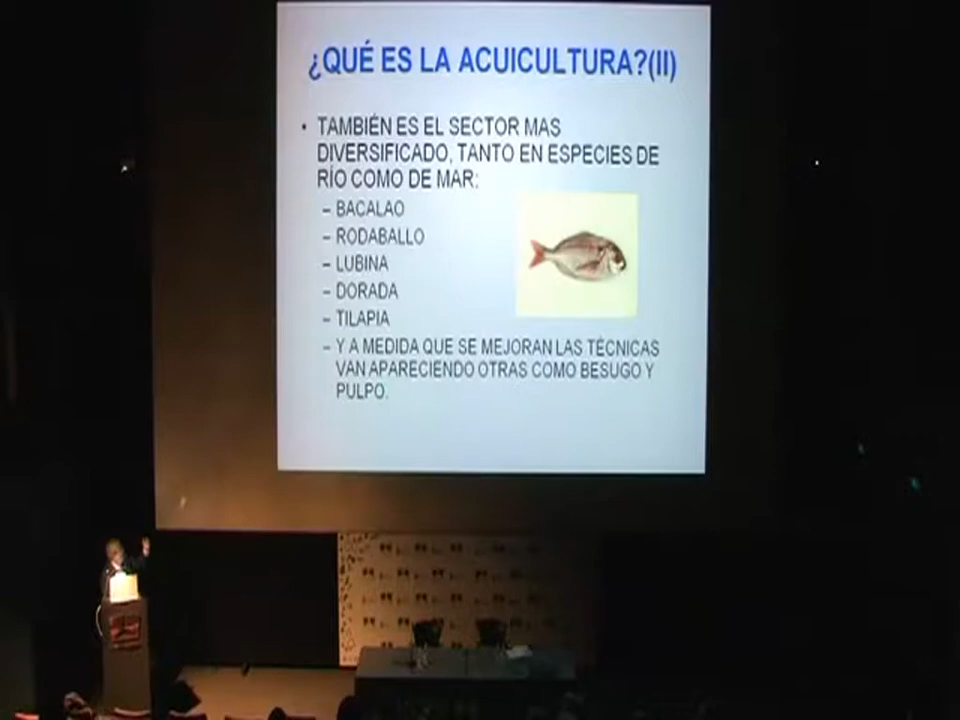 ¿QUÉ ES LA ACUICULTURA?(II)
• TAMBIÉN ES EL SECTOR MAS
DIVERSIFICADO, TANTO EN ESPECIES DE
RÍO COMO DE MAR:
– BACALAO
– RODABALLO
– LUBINA
– DORADA
– TILAPIA
– Y A MEDIDA QUE SE MEJORAN LAS TÉCNICAS
VAN APARECIENDO OTRAS COMO BESUGO Y
PULPO.